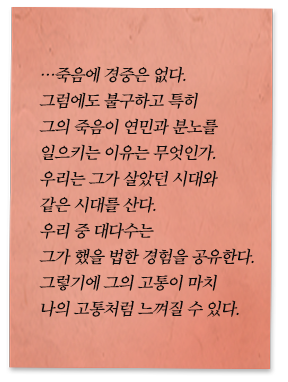 …죽음에 경중은 없다.
그럼에도 불구하고 특히
그의 죽음이 연민과 분노를
일으키는 이유는 무엇인가.
우리는 그가 살았던 시대와
같은 시대를 산다.
우리 중 대다수는
그가 했을 법한 경험을 공유한다.
그렇기에 그의 고통이 마치
나의 고통처럼 느껴질 수 있다.